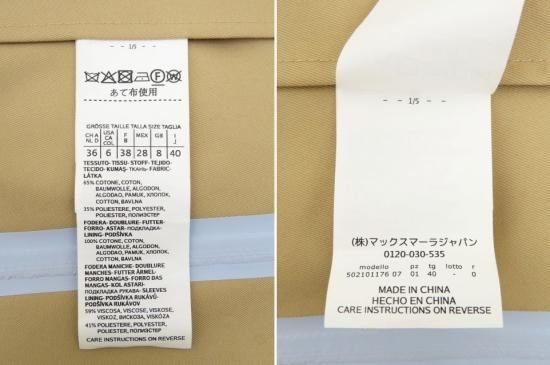 - - 1/5 - -
あて布使用
GRÖSSE TAILLE TALLA SIZE TAGLIA
CH A NL D
USA CA COL
F B
MEX
GB
I
36 6 38 28 8 40
TESSUTO- TISSU- STOFF- TEJIDO-
TECIDO- KUMAŞ- ТКАНЬ- FABRIC-
LÁTKA
65% COTONE, COTON,
BAUMWOLLE, ALGODON,
ALGODAO, PAMUK, ХЛОПОК,
COTTON, BAVLNA
35% POLIESTERE, POLYESTER,
POLIESTER, ПОЛИЭСТЕР
FODERA- DOUBLURE- FUTTER-
FORRO- ASTAR- ПОДКЛАДКА-
LINING- PODŠÍVKA
100% COTONE, COTON,
BAUMWOLLE, ALGODON,
ALGODAO, PAMUK, ХЛОПОК,
COTTON, BAVLNA
FODERA MANICHE- DOUBLURE
MANCHES- FUTTER ÄRMEL-
FORRO MANGAS- FORRO DAS
MANGAS- KOL ASTARI-
ПОДКЛАДКА РУКАВА- SLEEVES
LINING- PODŠÍVKA RUKÁVŮ-
PODŠÍVKA RUKÁVOV
59% VISCOSA, VISCOSE, VISKOSE,
VISKOZ, ВИСКОЗА, VISKÓZA
41% POLIESTERE, POLYESTER,
POLIESTER, ПОЛИЭСТЕР
CARE INSTRUCTIONS ON REVERSE
- - 1/5 - -
(株)マックスマーラジャパン
0120-030-535
modello pz tg lotto r
502101176 07 01 40 - 0
MADE IN CHINA
HECHO EN CHINA
CARE INSTRUCTIONS ON REVERSE